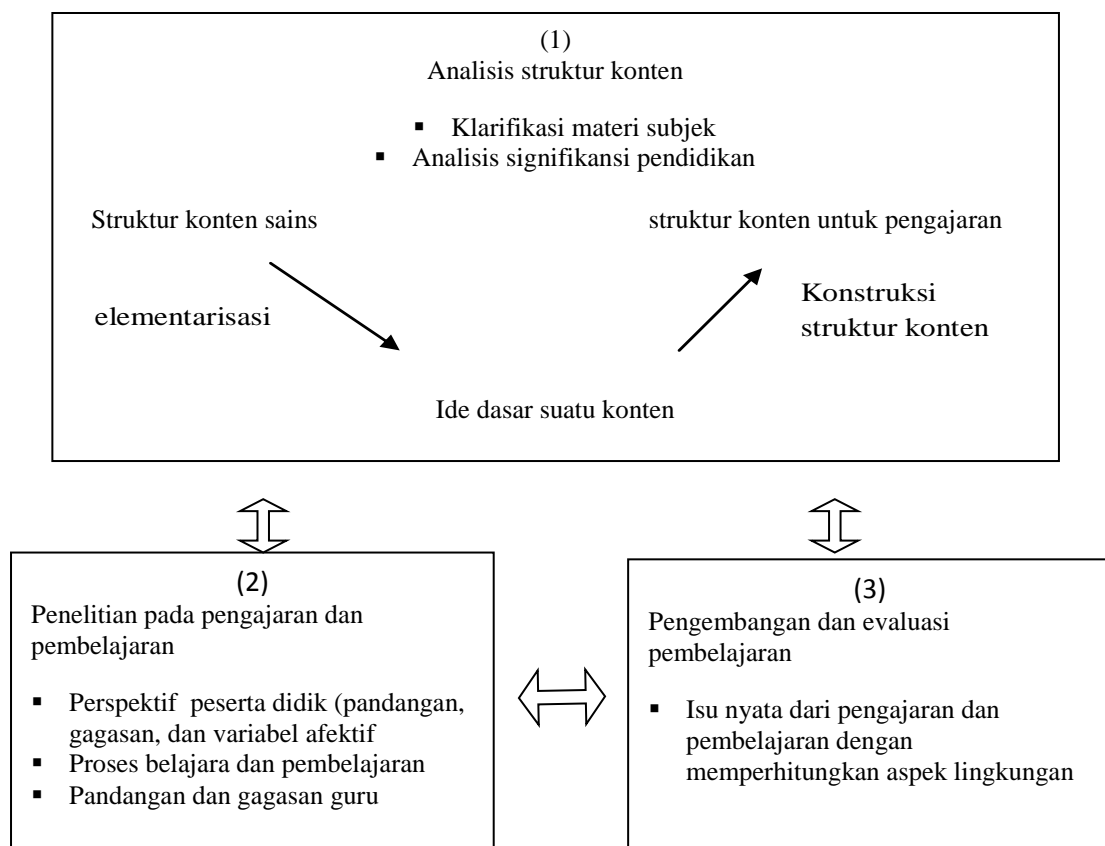 (1)
Analisis struktur konten
▪ Klarifikasi materi subjek
▪ Analisis signifikansi pendidikan
Struktur konten sains
struktur konten untuk pengajaran
elementarisasi
Konstruksi
struktur konten
Ide dasar suatu konten
(2)
Penelitian pada pengajaran dan
pembelajaran
▪ Perspektif peserta didik (pandangan,
gagasan, dan variabel afektif
▪ Proses belajara dan pembelajaran
▪ Pandangan dan gagasan guru
(3)
Pengembangan dan evaluasi
pembelajaran
▪ Isu nyata dari pengajaran dan
pembelajaran dengan
memperhitungkan aspek lingkungan